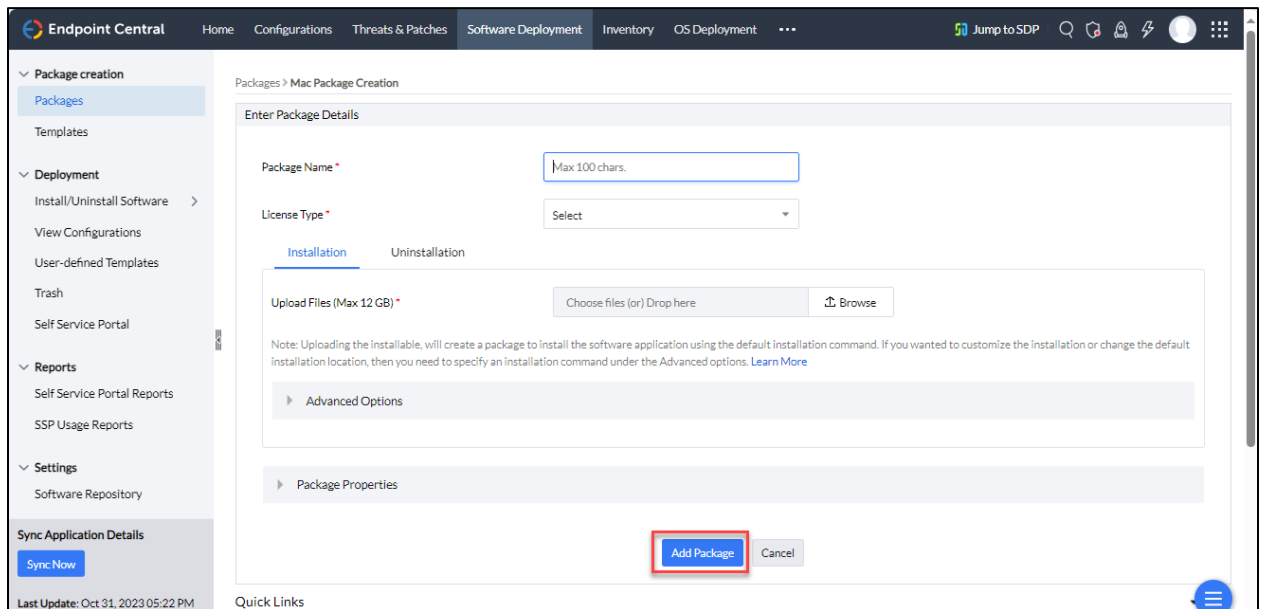 Endpoint Central Home Configurations Threats & Patches Software Deployment Inventory OS Deployment ••• Jump to SDP
Package creation
Packages
Templates
Deployment
Install/Uninstall Software
View Configurations
User-defined Templates
Trash
Self Service Portal
Reports
Self Service Portal Reports
SSP Usage Reports
Settings
Software Repository
Sync Application Details
Sync Now
Last Update: Oct 31, 2023 05:22 PM
Packages > Mac Package Creation
Enter Package Details
Package Name * Max 100 chars.
License Type * Select
Installation Uninstallation
Upload Files (Max 12 GB) * Choose files (or) Drop here Browse
Note: Uploading the installable, will create a package to install the software application using the default installation command. If you wanted to customize the installation or change the default
installation location, then you need to specify an installation command under the Advanced options. Learn More
Advanced Options
Package Properties
Add Package Cancel
Quick Links